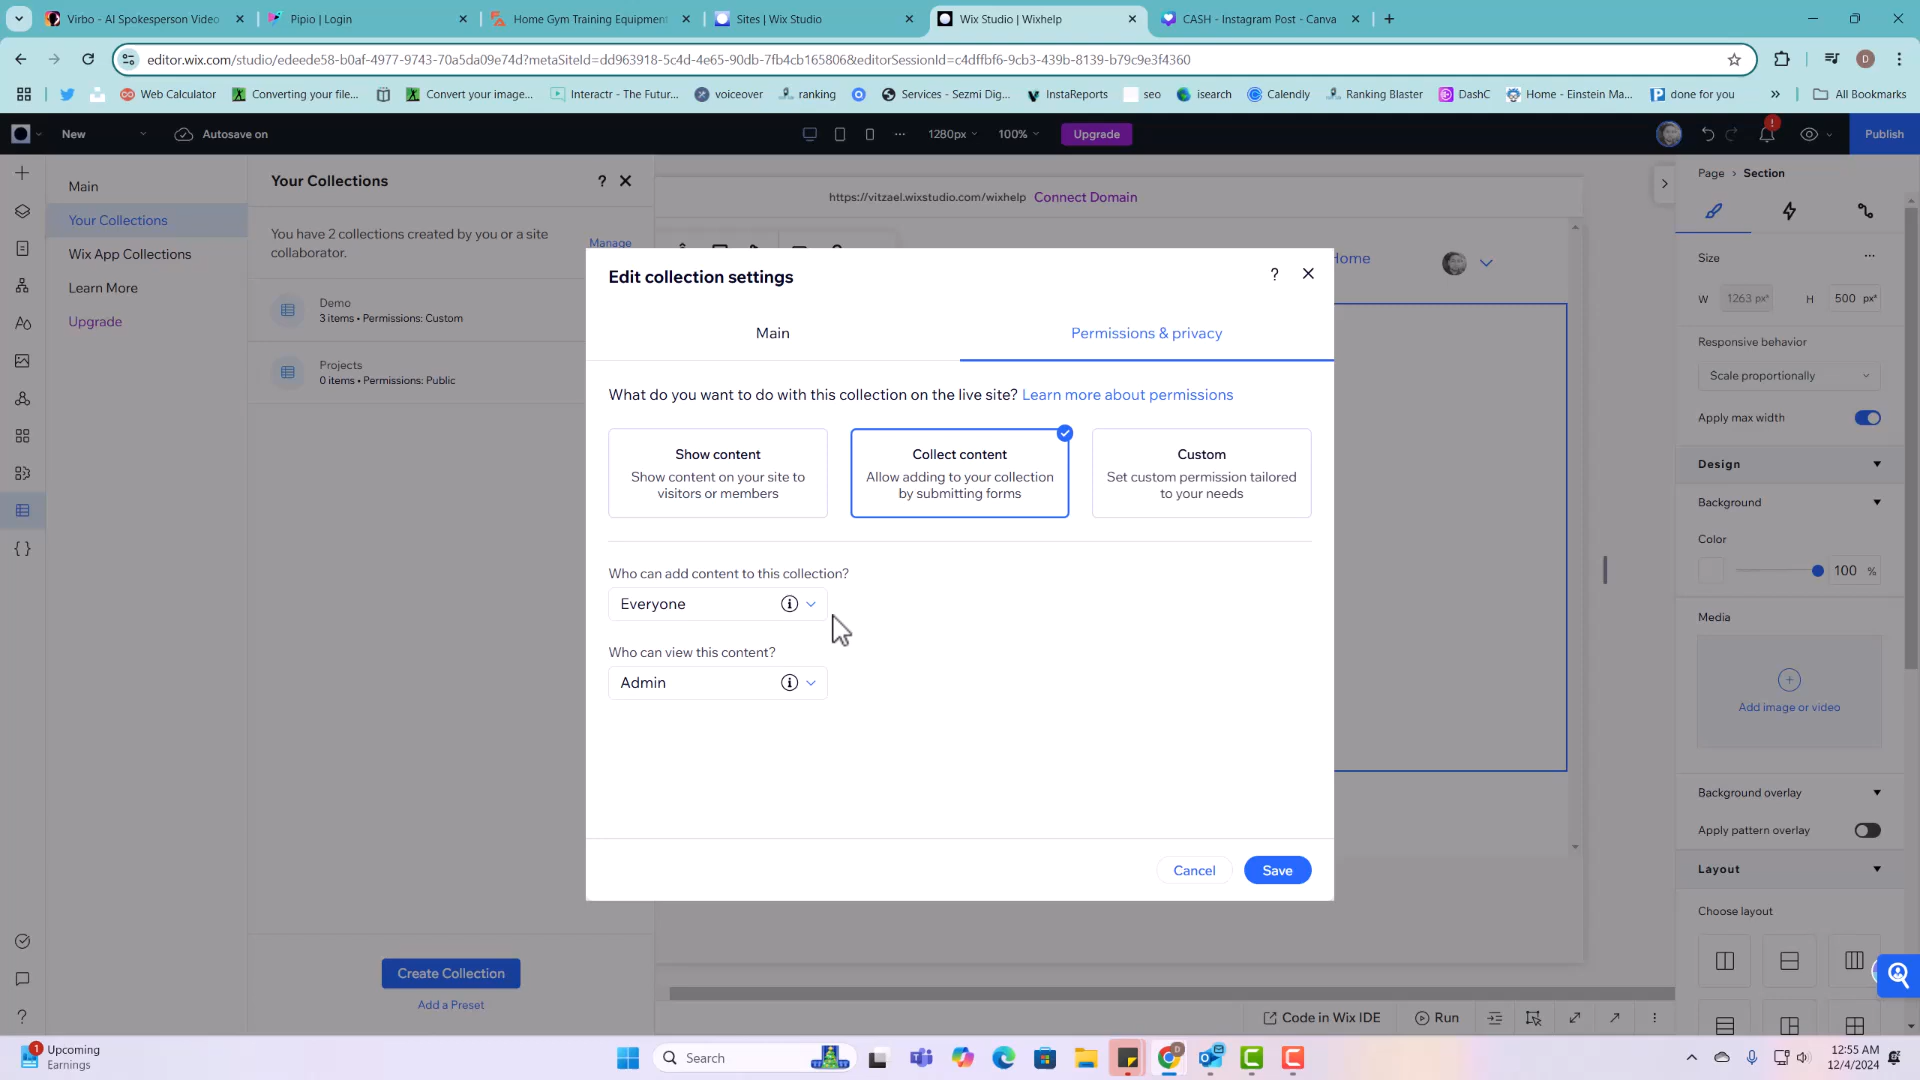 Virbo - AI Spokesperson Video
Pipio | Login
Home Gym Training Equipment
Sites | Wix Studio
Wix Studio | Wixhelp
CASH - Instagram Post - Canva
editor.wix.com/studio/edeede58-b0af-4977-9743-70a5da09e74d?metaSiteId=dd963918-5c4d-4e65-90db-7fb4cb165806&editorSessionId=c4dffbf6-9cb3-439b-8139-b79c9e3f4360
D
Web Calculator
Converting your file...
Convert your image...
Interactr - The Futur...
voiceover
ranking
Services - Sezmi Dig...
InstaReports
seo
isearch
Calendly
Ranking Blaster
DashC
Home - Einstein Ma...
done for you
All Bookmarks
New
Autosave on
1280px
100%
Upgrade
Publish
Main
Your Collections
Wix App Collections
Learn More
Upgrade
Your Collections
?
You have 2 collections created by you or a site
collaborator.
Manage
Demo
3 items • Permissions: Custom
Projects
0 items • Permissions: Public
Create Collection
Add a Preset
https://vitzael.wixstudio.com/wixhelp
Connect Domain
Home
Edit collection settings
?
Main
Permissions & privacy
What do you want to do with this collection on the live site? Learn more about permissions
Show content
Show content on your site to
visitors or members
Collect content
Allow adding to your collection
by submitting forms
Custom
Set custom permission tailored
to your needs
Who can add content to this collection?
Everyone
Who can view this content?
Admin
Cancel
Save
Page > Section
Size
W 1263 px*
H 500 px*
Responsive behavior
Scale proportionally
Apply max width
Design
Background
Color
100 %
Media
Add image or video
Background overlay
Apply pattern overlay
Layout
Choose layout
Code in Wix IDE
Run
1
Upcoming
Earnings
Search
12:55 AM
12/4/2024